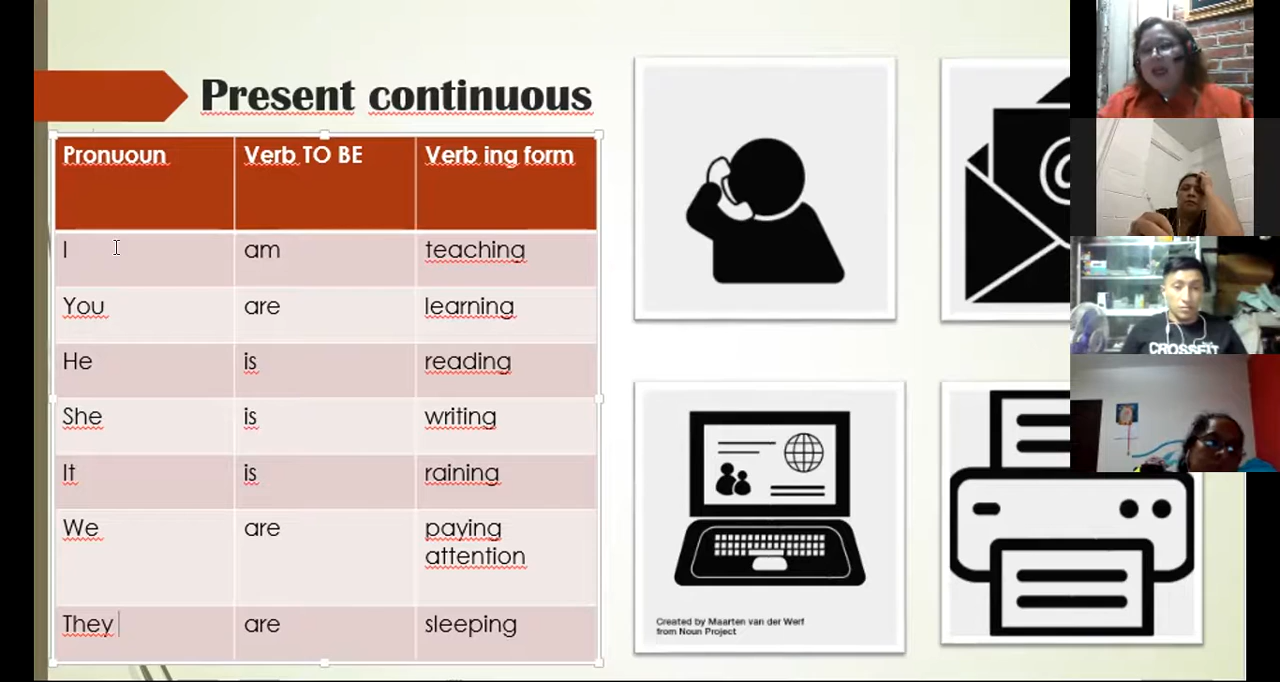 Present continuous
Pronuoun Verb TO BE Verb ing form
I am teaching
You are learning
He is reading
She is writing
It is raining
We are paying
attention
They are sleeping
@
Created by Maarten van der Werf
from Noun Project
CROSSFIT